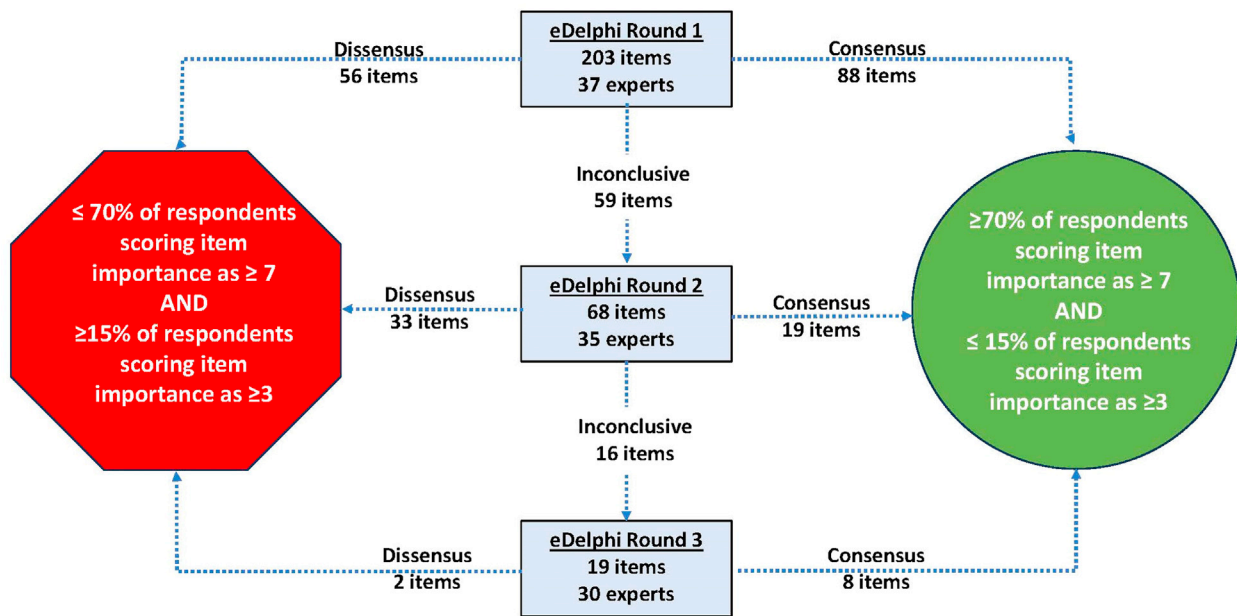 eDelphi Round 1
203 items
37 experts
Dissensus
56 items
Consensus
88 items
Inconclusive
59 items
≤ 70% of respondents
scoring item
importance as ≥ 7
AND
≥15% of respondents
scoring item
importance as ≥3
eDelphi Round 2
68 items
35 experts
Dissensus
33 items
Consensus
19 items
≥70% of respondents
scoring item
importance as ≥ 7
AND
≤ 15% of respondents
scoring item
importance as ≥3
Inconclusive
16 items
eDelphi Round 3
19 items
30 experts
Dissensus
2 items
Consensus
8 items